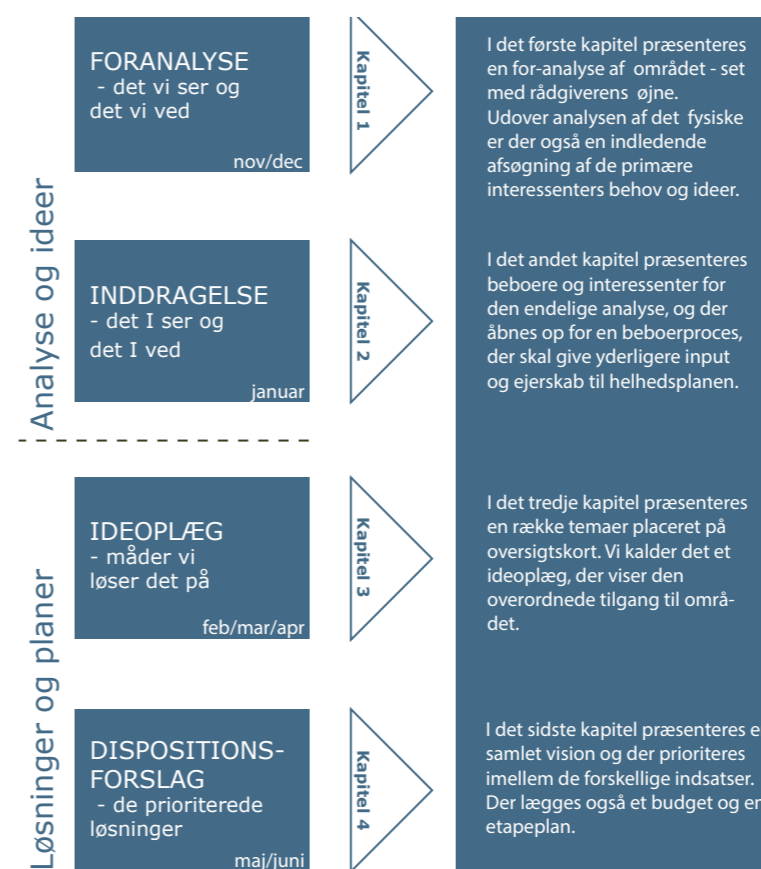 Analyse og ideer
FORANALYSE
- det vi ser og
det vi ved
nov/dec
Kapitel 1
I det første kapitel præsenteres
en for-analyse af området - set
med rådgiverens øjne.
Udover analysen af det fysiske
er der også en indledende
afsøgning af de primære
interessenters behov og ideer.
INDDRAGELSE
- det I ser og
det I ved
januar
Kapitel 2
I det andet kapitel præsenteres
beboere og interessenter for
den endelige analyse, og der
åbnes op for en beboerproces,
der skal give yderligere input
og ejerskab til helhedsplanen.
Løsninger og planer
IDEOPLÆG
- måder vi
løser det på
feb/mar/apr
Kapitel 3
I det tredje kapitel præsenteres
en række temaer placeret på
oversigtskort. Vi kalder det et
ideoplæg, der viser den
overordnede tilgang til områ-
det.
DISPOSITIONS-
FORSLAG
- de prioriterede
løsninger
maj/juni
Kapitel 4
I det sidste kapitel præsenteres
samlet vision og der prioriteres
imellem de forskellige indsatser.
Der lægges også et budget og
etapeplan.